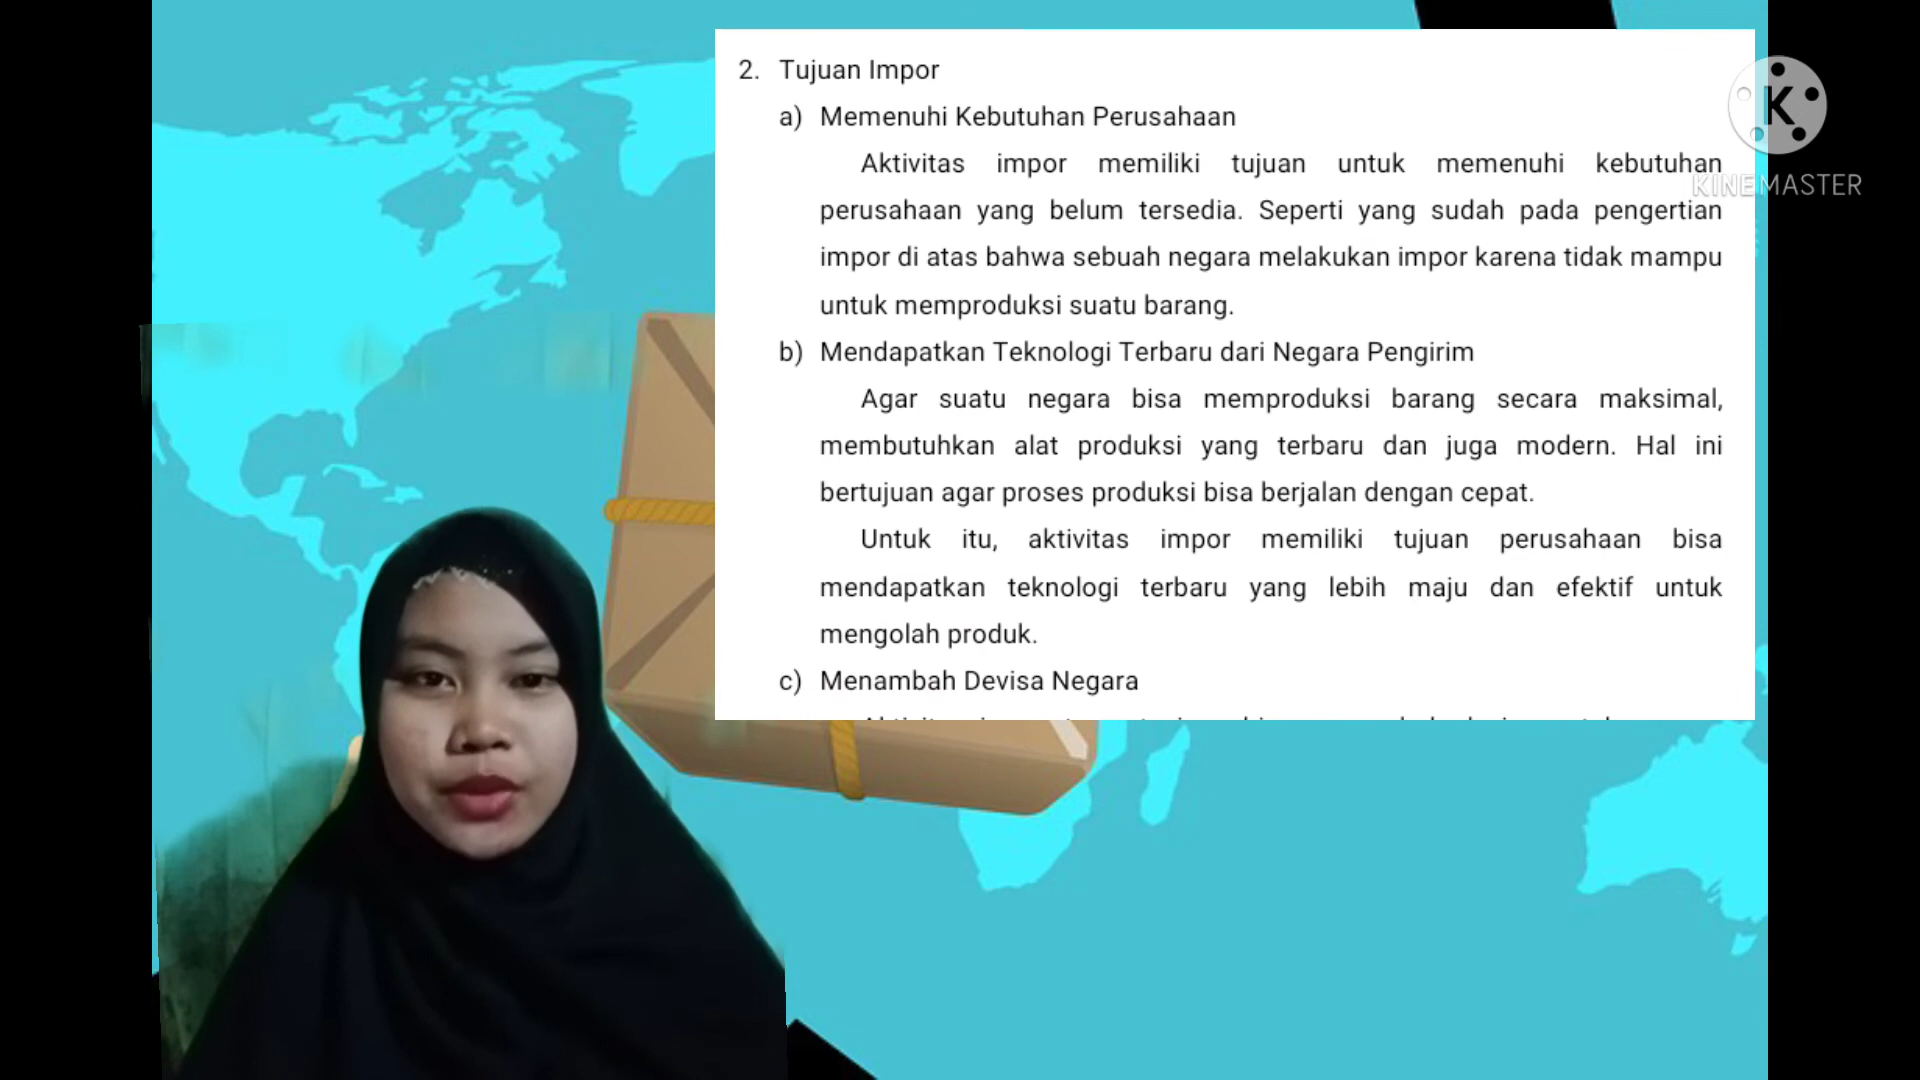 2. Tujuan Impor
a) Memenuhi Kebutuhan Perusahaan
Aktivitas impor memiliki tujuan untuk memenuhi kebutuhan
perusahaan yang belum tersedia. Seperti yang sudah pada pengertian
impor di atas bahwa sebuah negara melakukan impor karena tidak mampu
untuk memproduksi suatu barang.
b) Mendapatkan Teknologi Terbaru dari Negara Pengirim
Agar suatu negara bisa memproduksi barang secara maksimal,
membutuhkan alat produksi yang terbaru dan juga modern. Hal ini
bertujuan agar proses produksi bisa berjalan dengan cepat.
Untuk itu, aktivitas impor memiliki tujuan perusahaan bisa
mendapatkan teknologi terbaru yang lebih maju dan efektif untuk
mengolah produk.
c) Menambah Devisa Negara
K
KINEMASTER